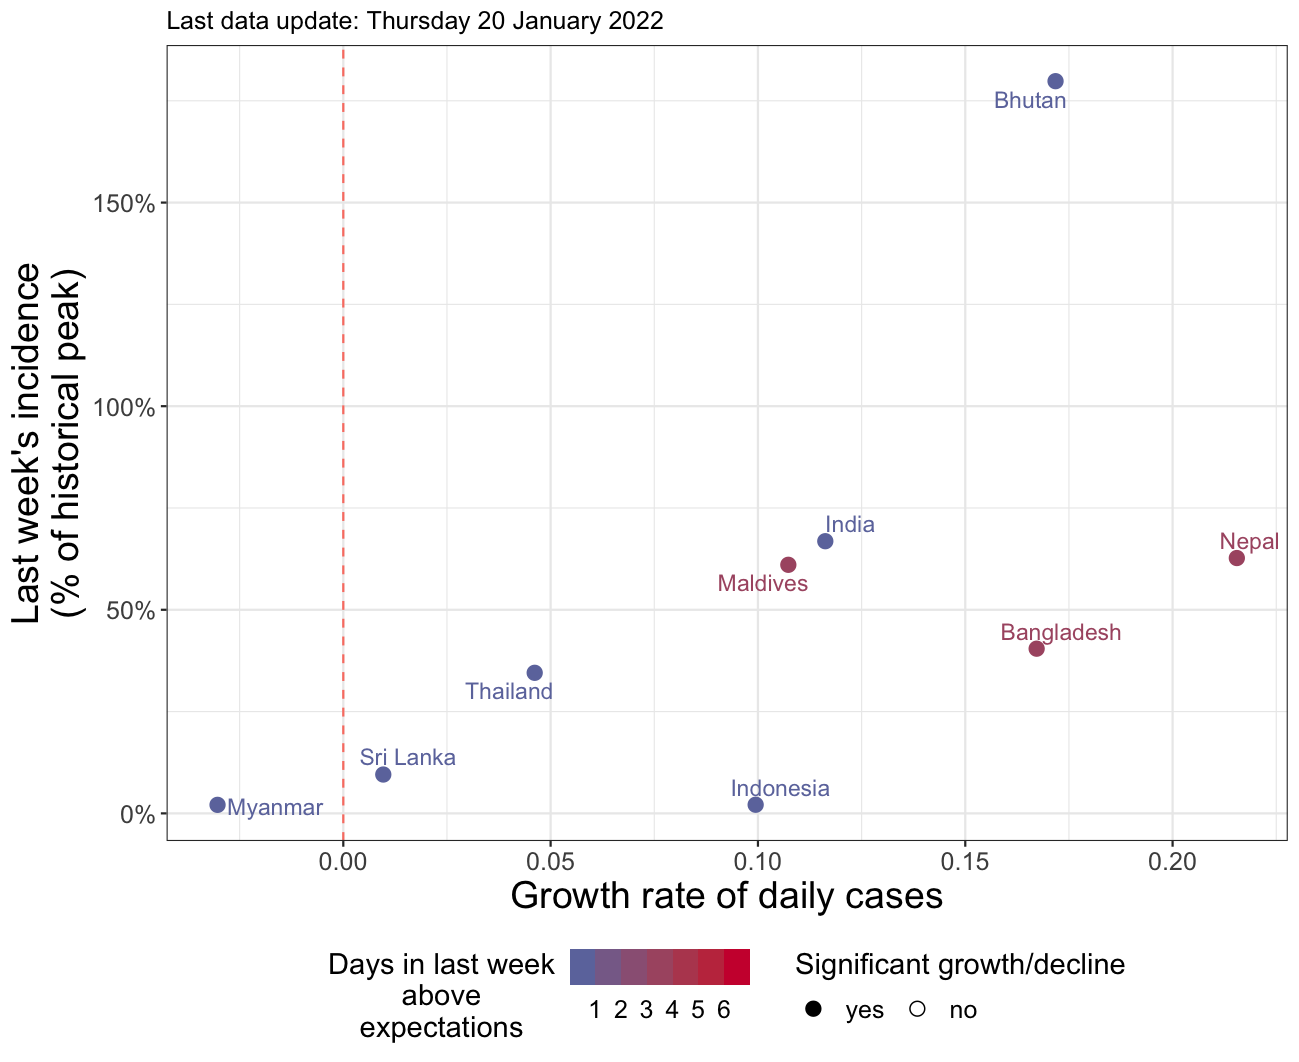 Last data update: Thursday 20 January 2022
Last week's incidence
(% of historical peak)
150%
100%
50%
0%
Bhutan
India
Nepal
Maldives
Bangladesh
Thailand
Sri Lanka
Indonesia
Myanmar
0.00 0.05 0.10 0.15 0.20
Growth rate of daily cases
Days in last week
above
expectations
1 2 3 4 5 6
Significant growth/decline
yes no